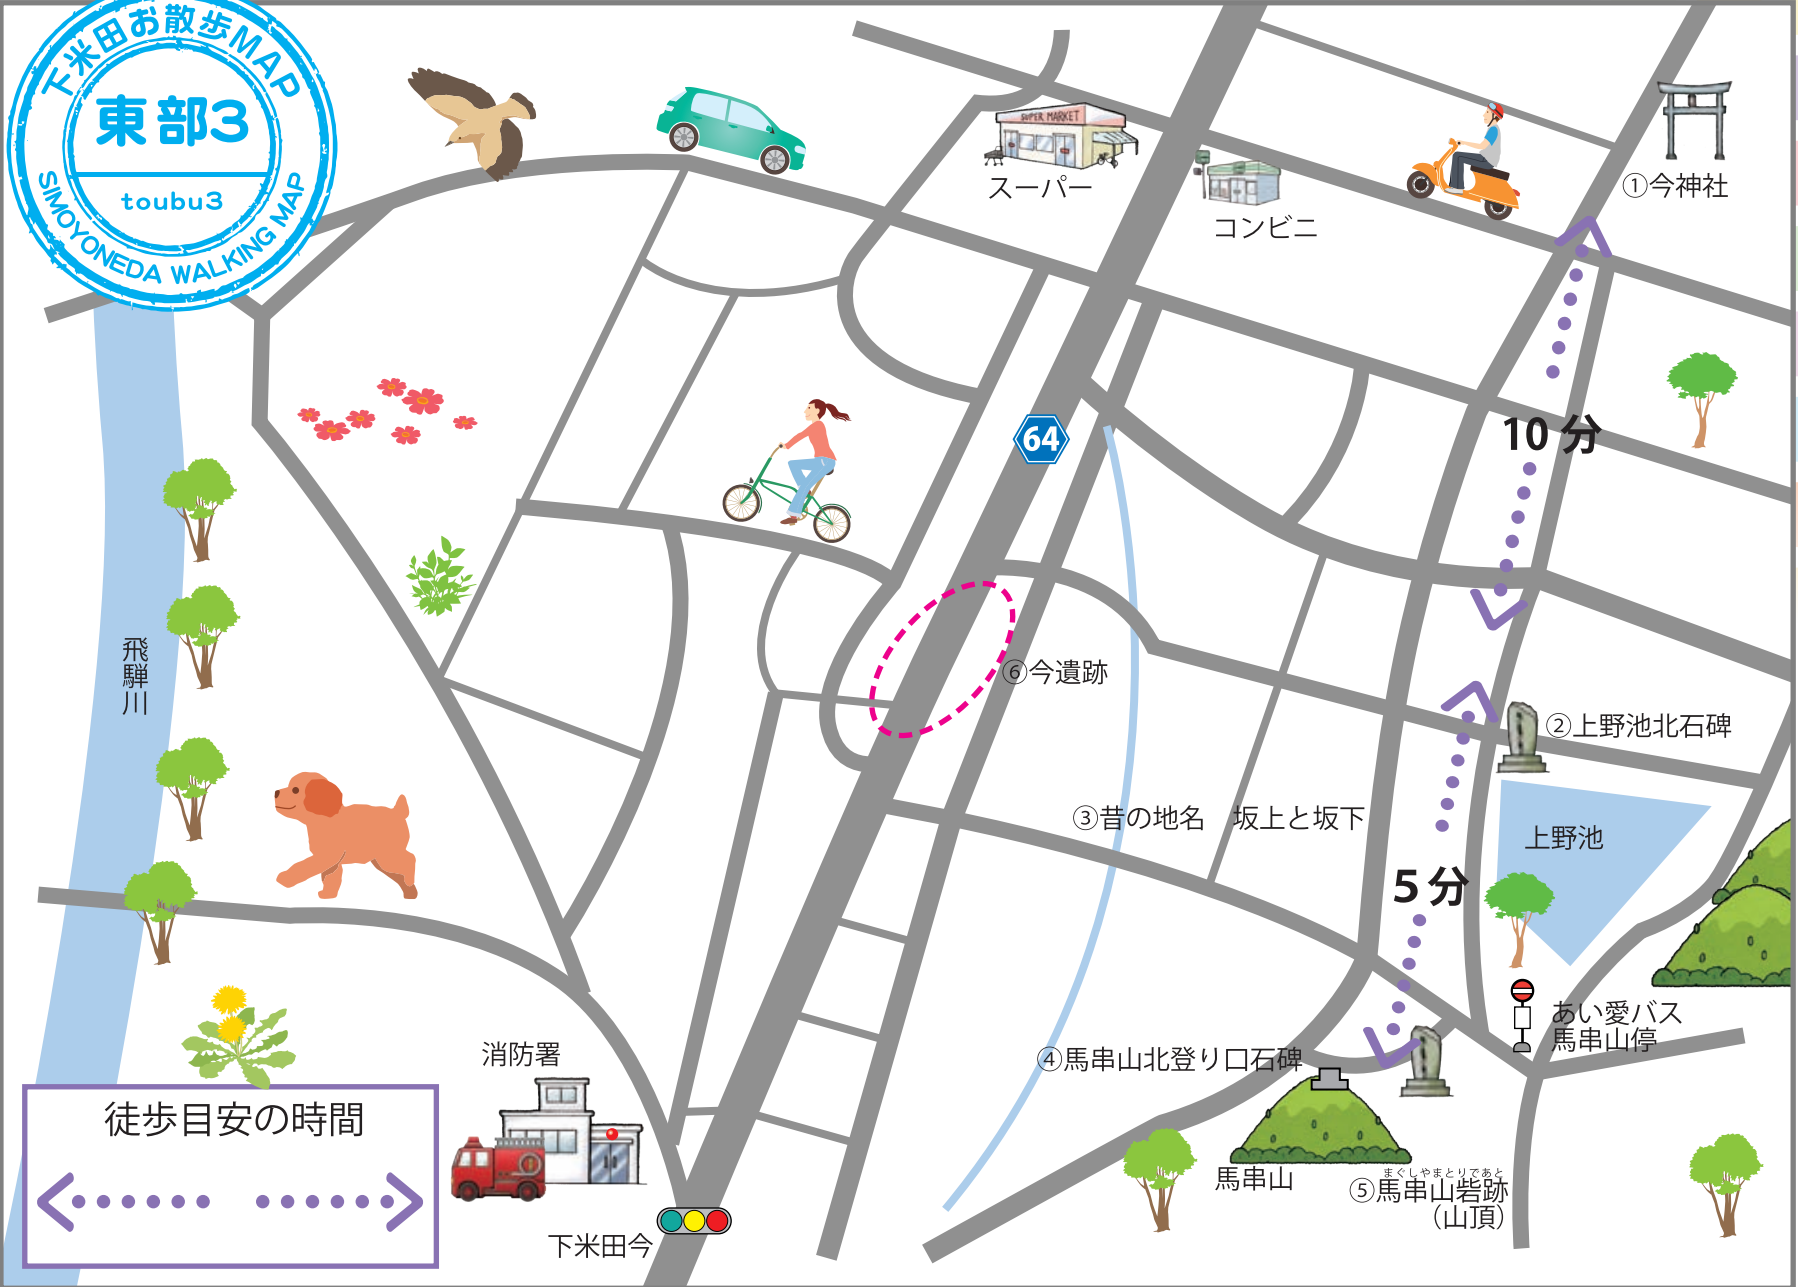 下米田お散歩MAP
東部3
toubu3
SIMOYONEDA WALKING MAP
SUPER MARKET
スーパー
コンビニ
①今神社
64
10分
飛騨川
⑥今遺跡
②上野池北石碑
③昔の地名 坂上と坂下
上野池
5分
あい愛バス
馬串山停
④馬串山北登り口石碑
消防署
徒歩目安の時間
馬串山
まぐしやまとりであと
⑤馬串山砦跡
(山頂)
下米田今